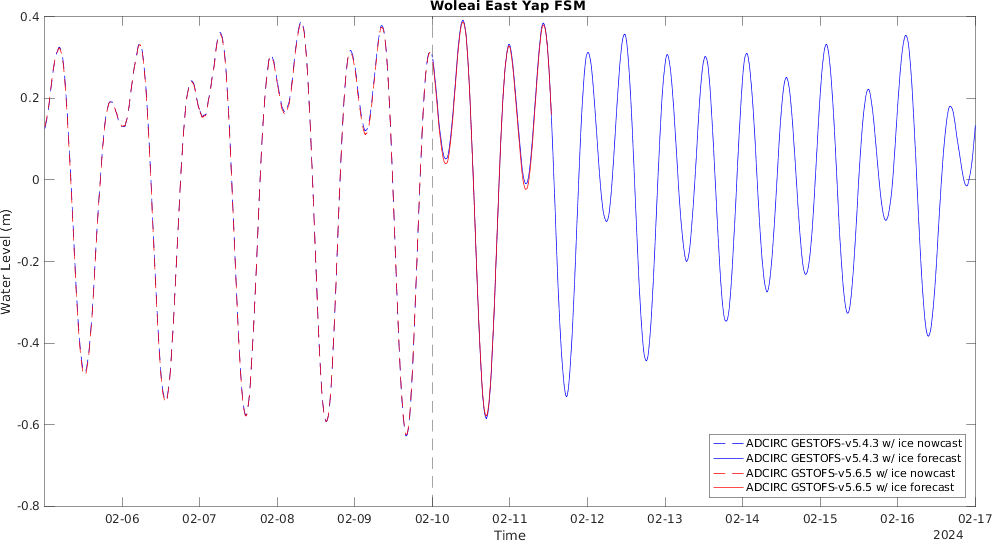 Woleai East Yap FSM
0.4
0.2
0
-0.2
-0.4
-0.6
-0.8
Water Level (m)
ADCIRC GESTOFS-v5.4.3 w/ ice nowcast
ADCIRC GESTOFS-v5.4.3 w/ ice forecast
ADCIRC GSTOFS-v5.6.5 w/ ice nowcast
ADCIRC GSTOFS-v5.6.5 w/ ice forecast
02-06 02-07 02-08 02-09 02-10 02-11 02-12 02-13 02-14 02-15 02-16 02-17
Time
2024